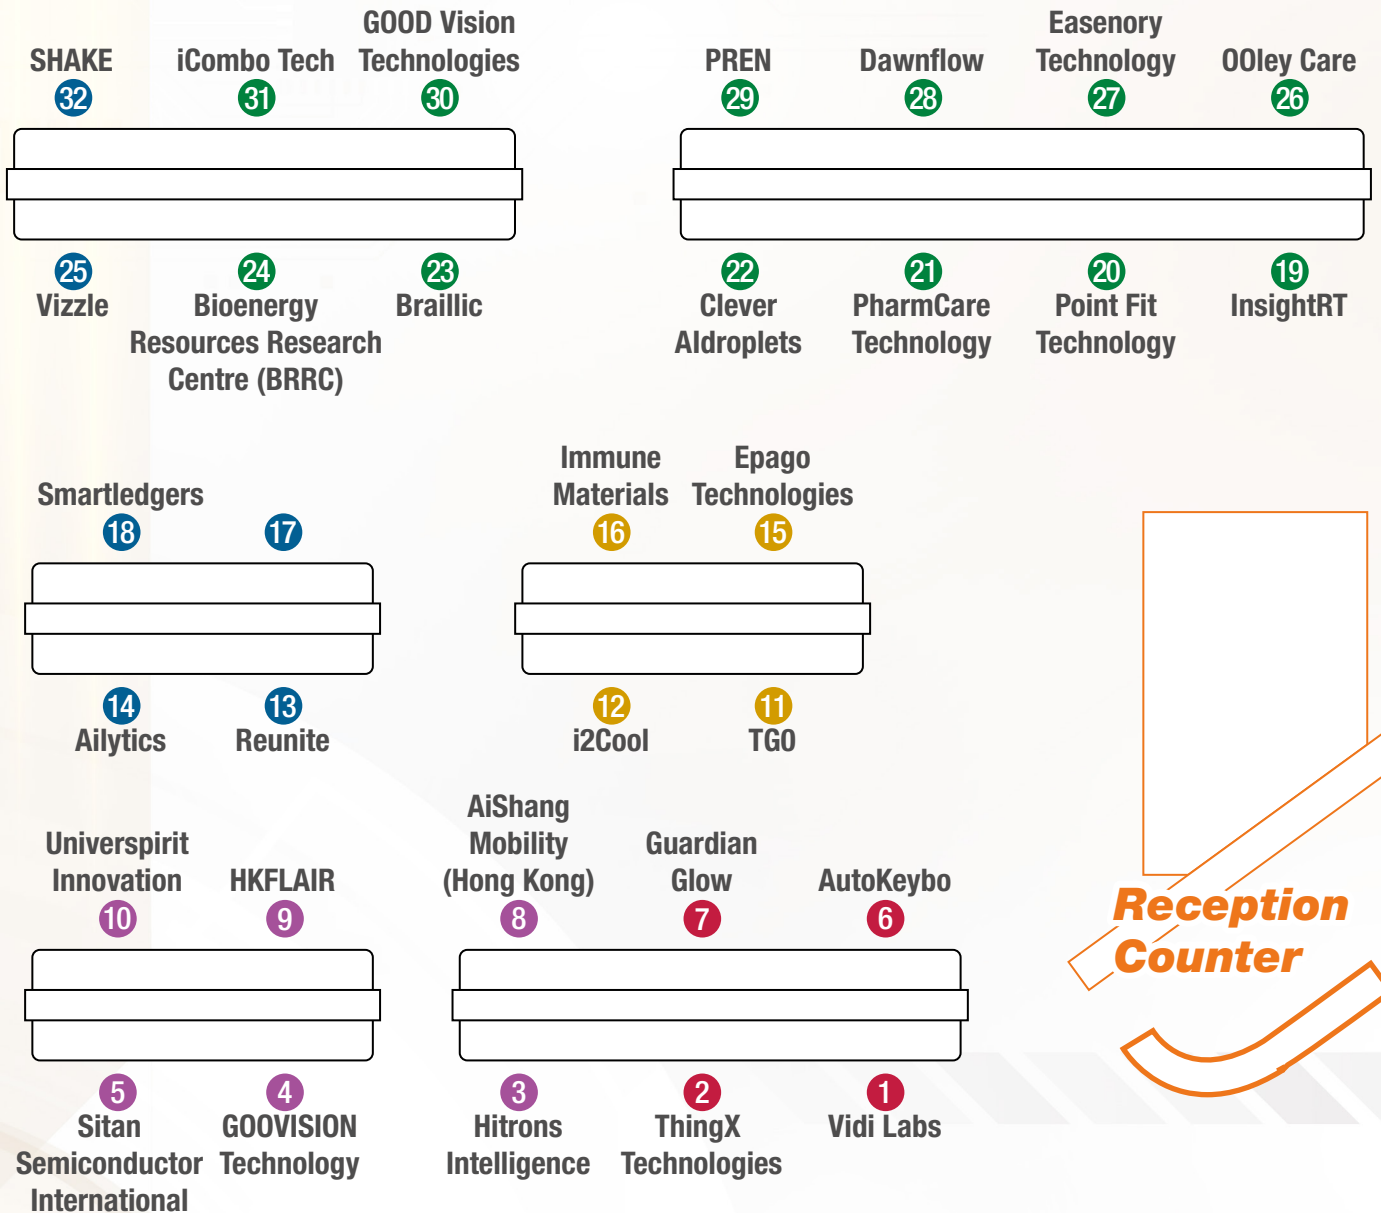 SHAKE
32
iCombo Tech
31
GOOD Vision
Technologies
30
PREN
29
Dawnflow
28
Easenory
Technology
27
OOley Care
26
25
Vizzle
24
Bioenergy
Resources Research
Centre (BRRC)
23
Braillic
22
Clever
AIdroplets
21
PharmCare
Technology
20
Point Fit
Technology
19
InsightRT
Smartledgers
18
17
Immune
Materials
16
Epago
Technologies
15
14
Ailytics
13
Reunite
12
i2Cool
11
TGO
Universpirit
Innovation
10
HKFLAIR
9
AiShang
Mobility
(Hong Kong)
8
Guardian
Glow
7
AutoKeybo
6
Reception
Counter
5
Sitan
Semiconductor
International
4
GOOVISION
Technology
3
Hitrons
Intelligence
2
ThingX
Technologies
1
Vidi Labs